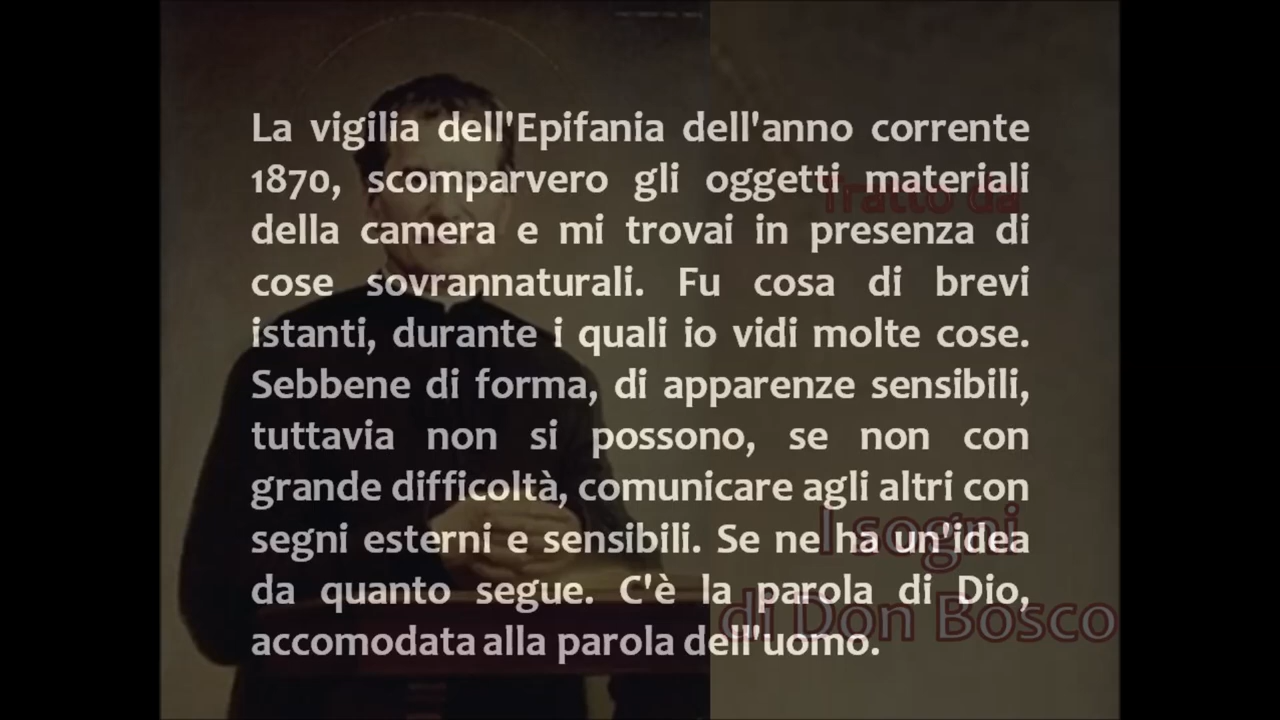 La vigilia dell'Epifania dell'anno corrente
1870, scomparvero gli oggetti materiali
della camera e mi trovai in presenza di
cose sovrannaturali. Fu cosa di brevi
istanti, durante i quali io vidi molte cose.
Sebbene di forma, di apparenze sensibili,
tuttavia non si possono, se non con
grande difficoltà, comunicare agli altri con
segni esterni e sensibili. Se ne ha un'idea
da quanto segue. C'è la parola di Dio,
accomodata alla parola dell'uomo.
Tratto da
I sogni
di Don Bosco